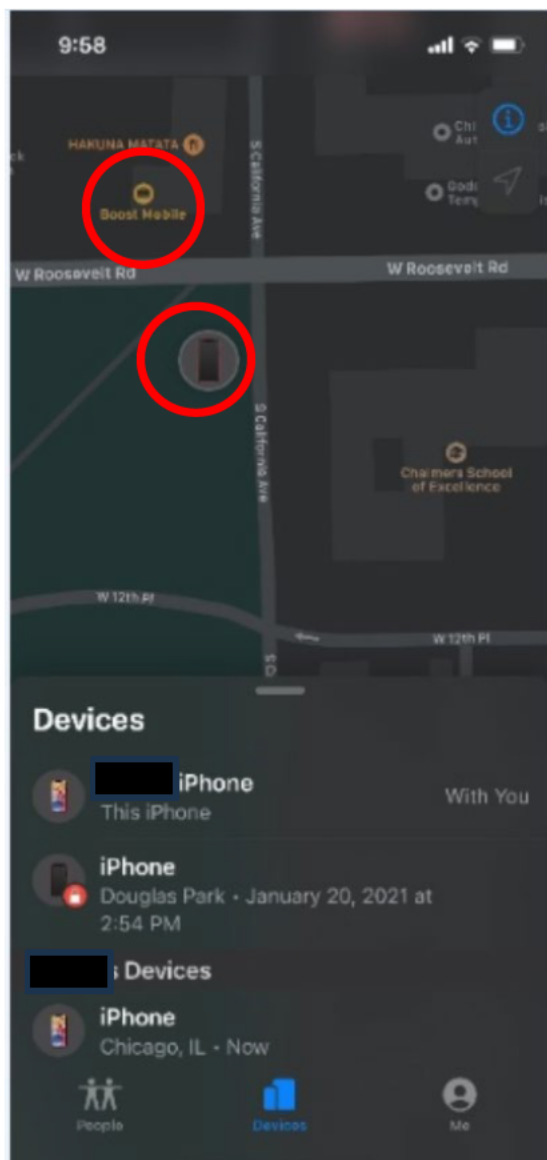 9:58
HAKUNA MATATA
Boost Mobile
S California Ave
W Roosevelt Rd
W Roosevelt Rd
S California Ave
Chalmers School
of Excellence
W 12th Pl
W 12th Pl
Devices
iPhone
This iPhone
With You
iPhone
Douglas Park • January 20, 2021 at
2:54 PM
s Devices
iPhone
Chicago, IL • Now
People
Devices
Me